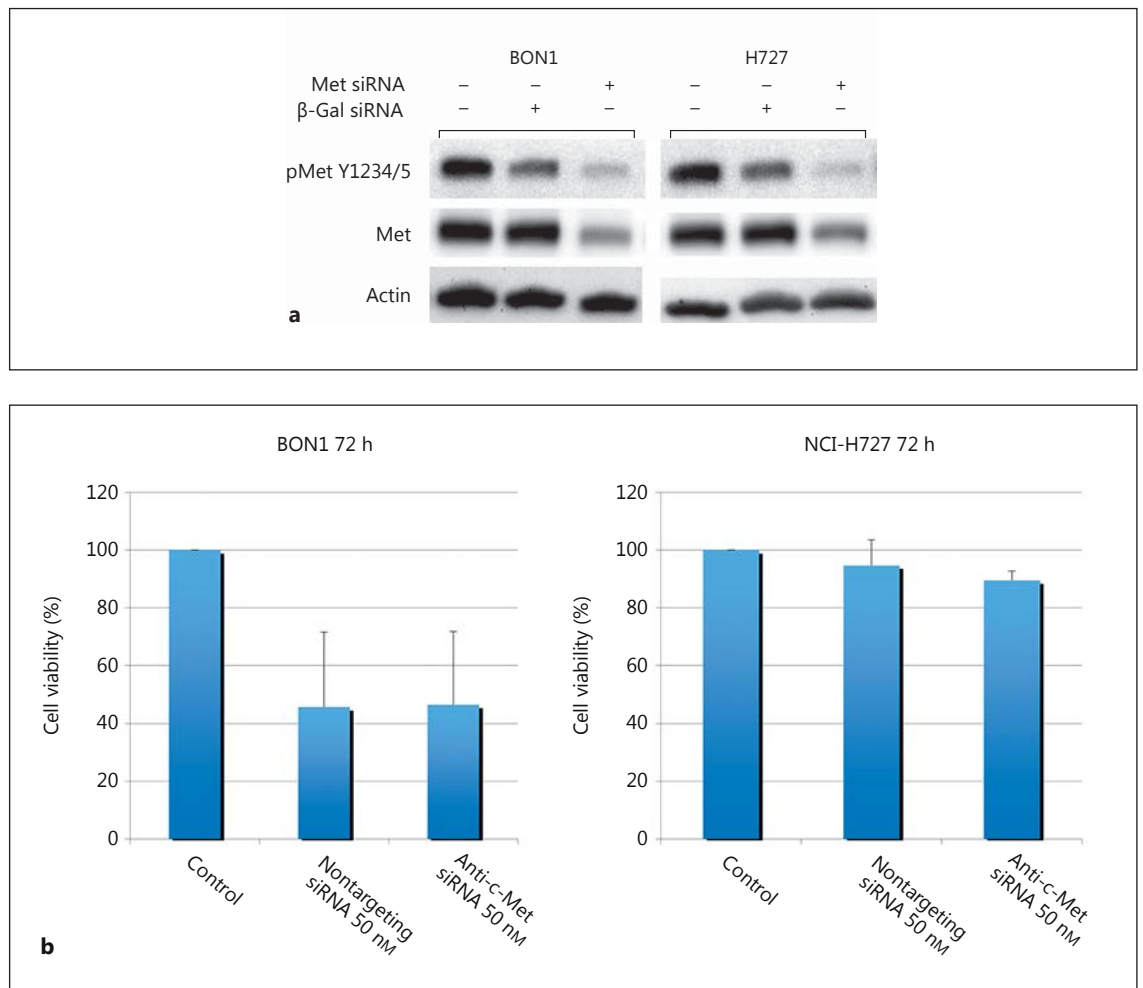 BON1 H727
Met siRNA – – + – – +
β-Gal siRNA – + – – + –
pMet Y1234/5
Met
Actin
a
BON1 72 h
120
100
80
60
40
20
0
Cell viability (%)
Control
Nontargeting
siRNA 50 nM
Anti-c-Met
siRNA 50 nM
NCI-H727 72 h
120
100
80
60
40
20
0
Cell viability (%)
Control
Nontargeting
siRNA 50 nM
Anti-c-Met
siRNA 50 nM
b